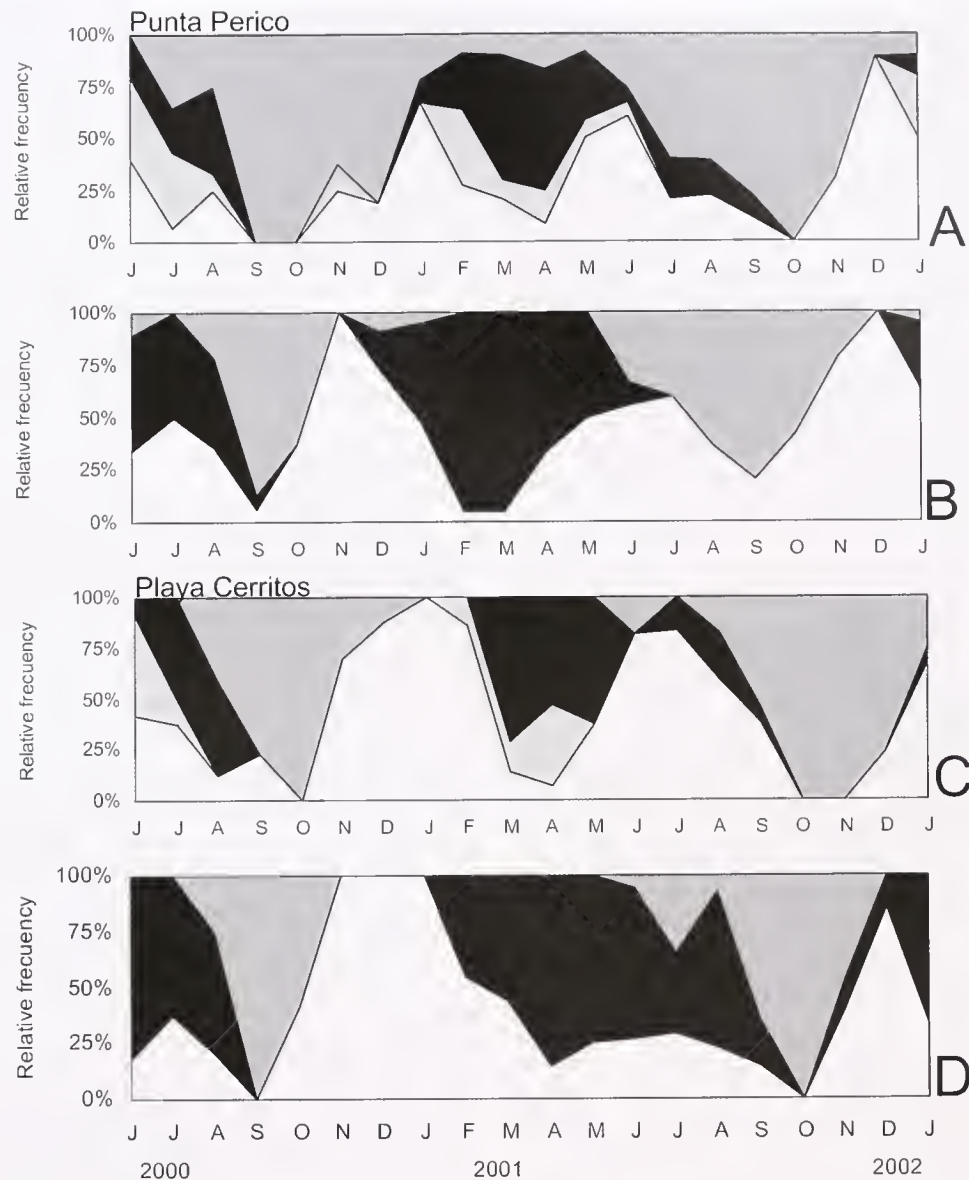 Punta Perico
Relative frecuency
100%
75%
50%
25%
0%
J J A S O N D J F M A M J J A S O N D J
A
Relative frecuency
100%
75%
50%
25%
0%
J J A S O N D J F M A M J J A S O N D J
B
Playa Cerritos
Relative frecuency
100%
75%
50%
25%
0%
J J A S O N D J F M A M J J A S O N D J
C
Relative frecuency
100%
75%
50%
25%
0%
J J A S O N D J F M A M J J A S O N D J
D
2000 2001 2002